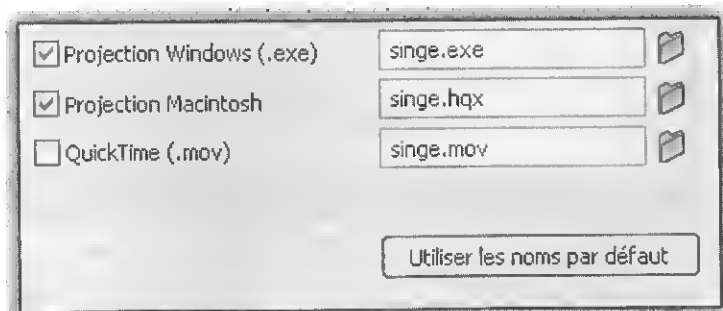 Projection Windows (.exe) singe.exe
Projection Macintosh singe.hqx
QuickTime (.mov) singe.mov
Utiliser les noms par défaut